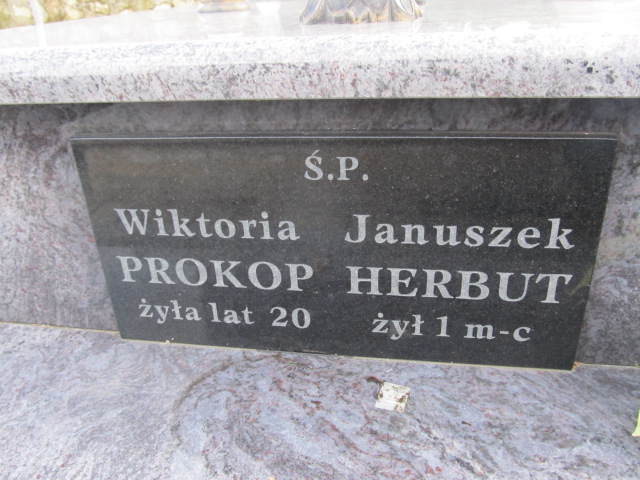 Ś.P.
Wiktoria Januszek
PROKOP HERBUT
żyła lat 20 żył 1 m-c